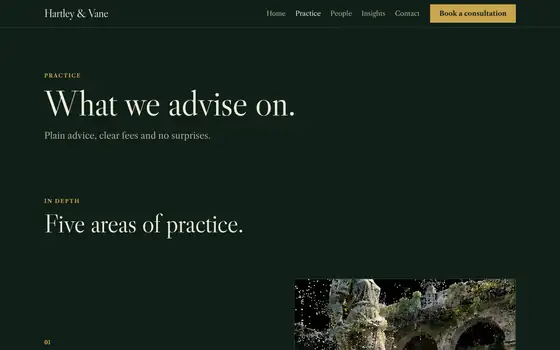 Hartley & Vane
Home Practice People Insights Contact Book a consultation
PRACTICE
What we advise on.
Plain advice, clear fees and no surprises.
IN DEPTH
Five areas of practice.
01